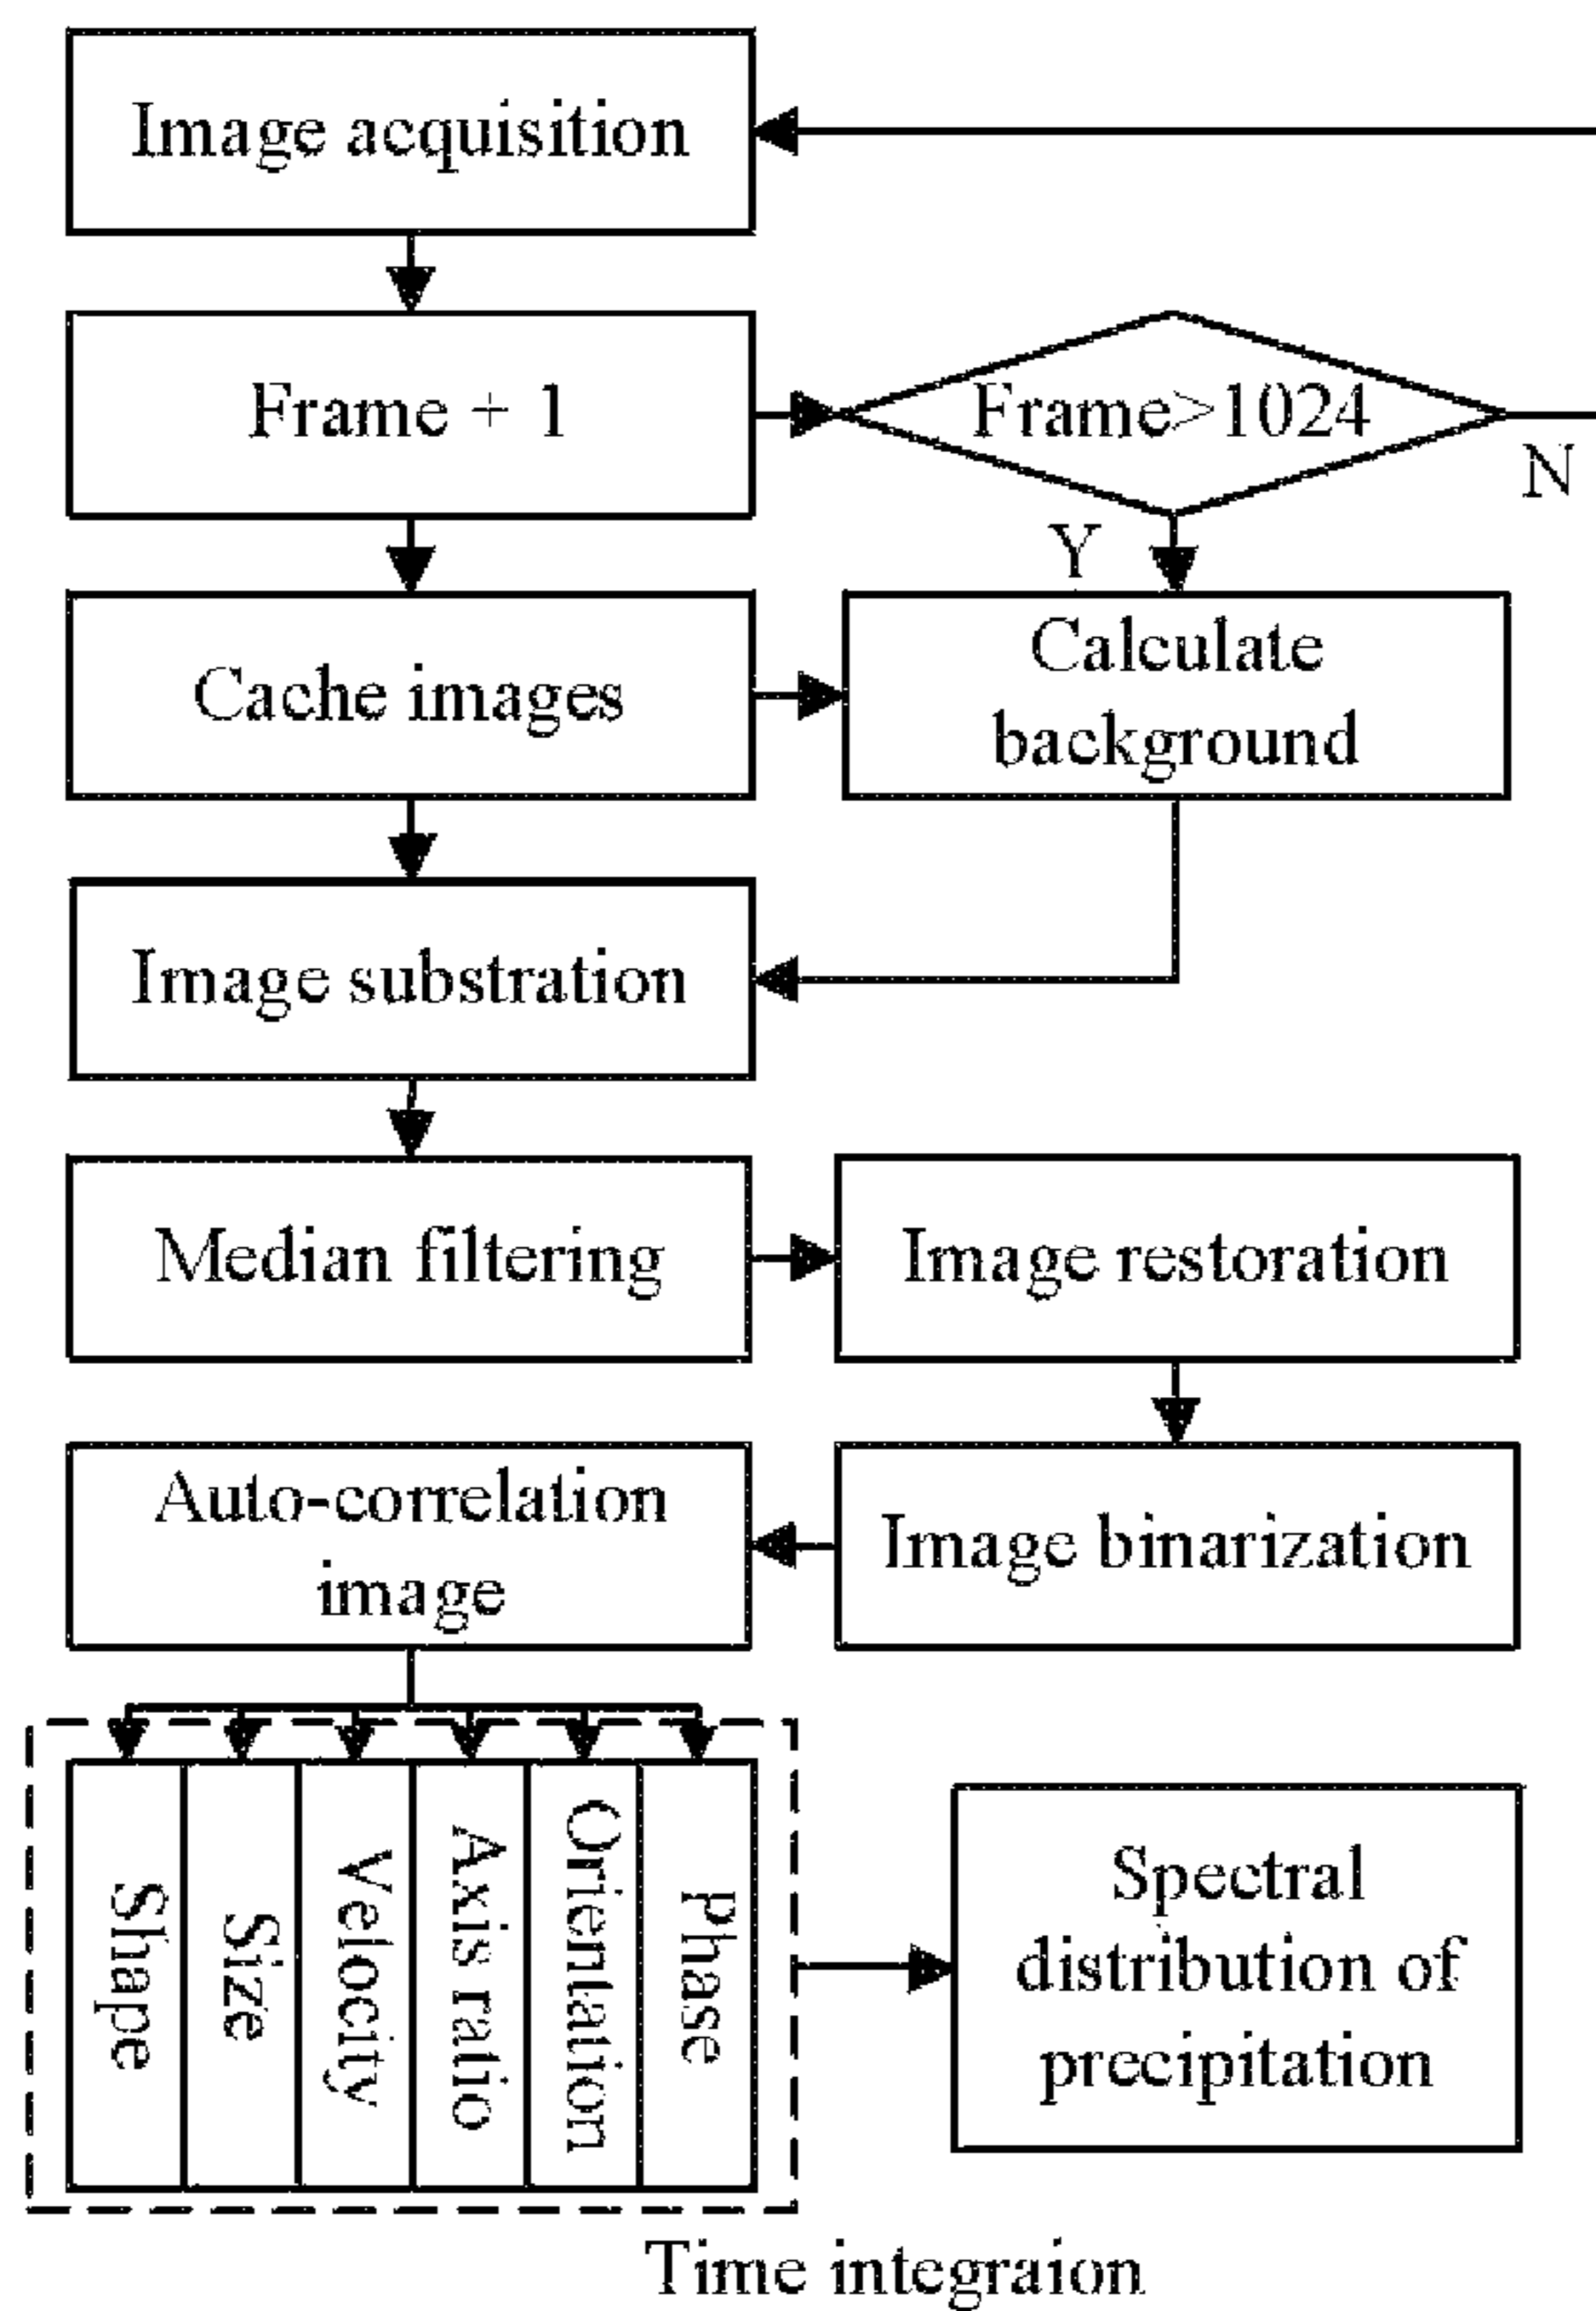 Image acquisition
Frame + 1
Frame>1024
N
Y
Cache images
Calculate
background
Image substration
Median filtering
Image restoration
Auto-correlation
image
Image binarization
Shape
Size
Velocity
Axis ratio
Orientation
Phase
Spectral
distribution of
precipitation
Time integraion